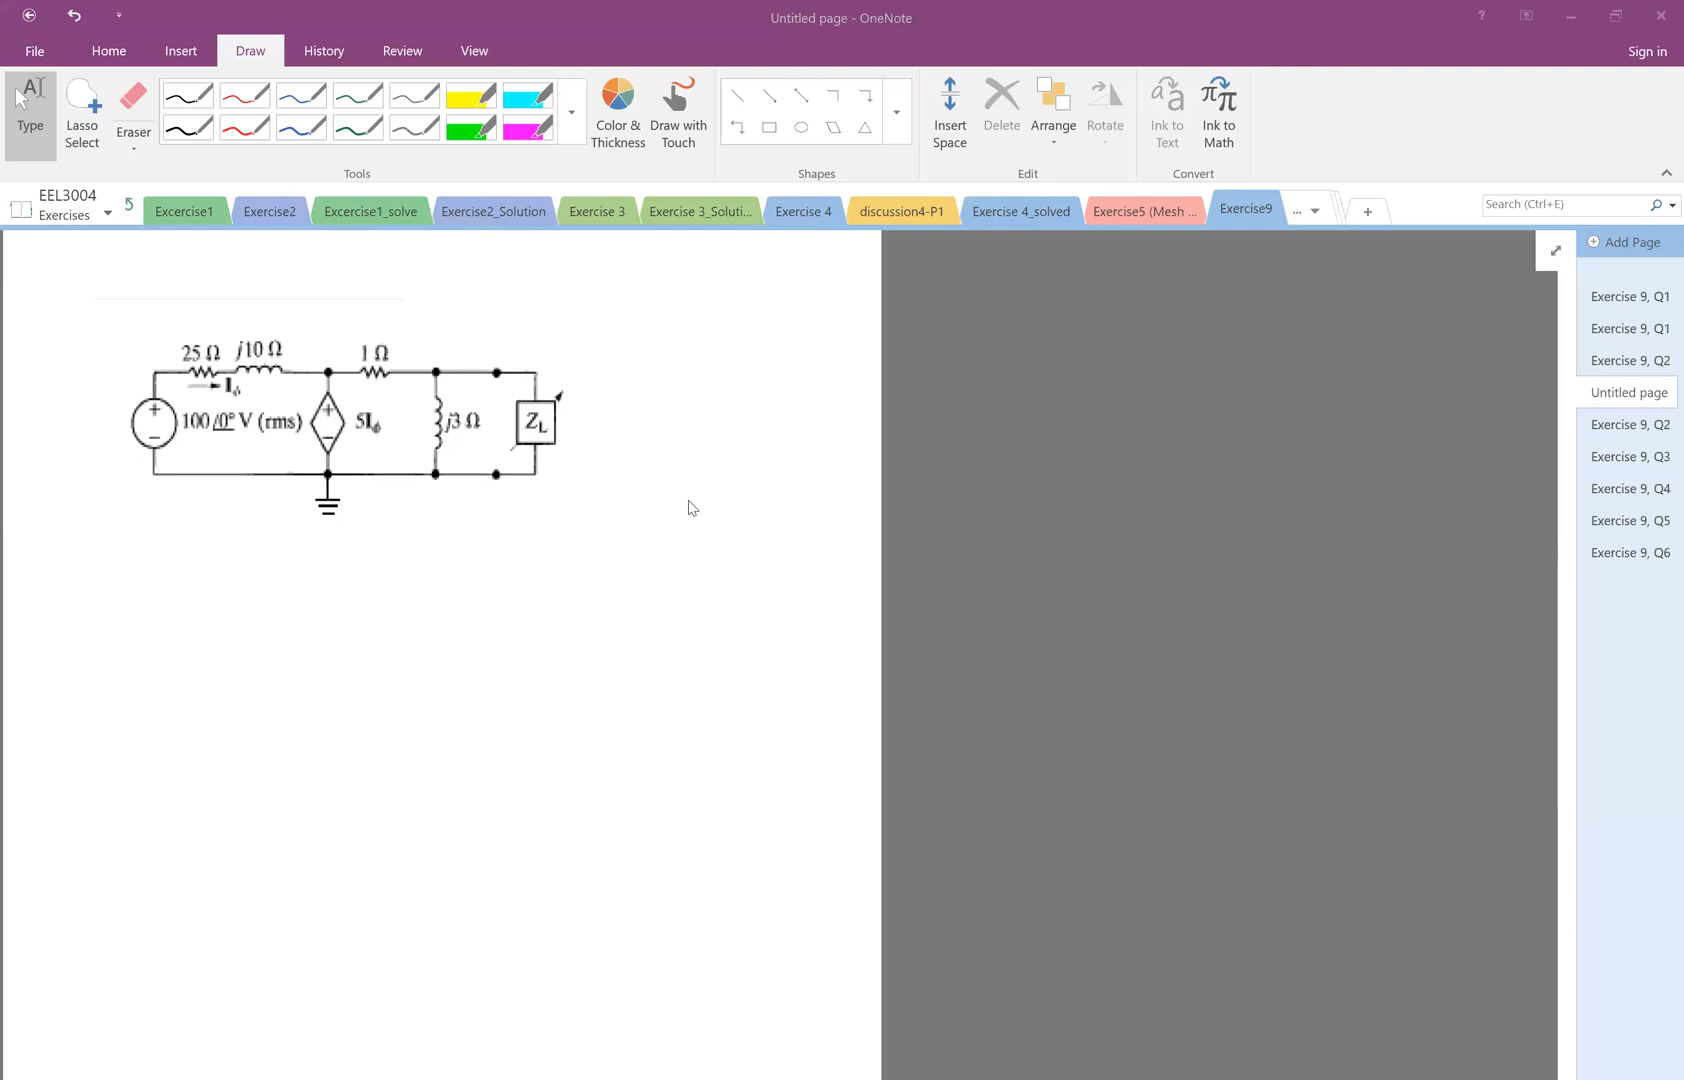 Untitled page - OneNote
?
File Home Insert Draw History Review View
Sign in
Type
Lasso Select
Eraser
Color & Thickness
Draw with Touch
Insert Space
Delete
Arrange
Rotate
Ink to Text
Ink to Math
Tools
Shapes
Edit
Convert
EEL3004
Exercises
Excercise1
Exercise2
Excercise1_solve
Exercise2_Solution
Exercise 3
Exercise 3_Soluti...
Exercise 4
discussion4-P1
Exercise 4_solved
Exercise5 (Mesh ...
Exercise9
...
+
Search (Ctrl+E)
Add Page
Exercise 9, Q1
Exercise 9, Q1
Exercise 9, Q2
Untitled page
Exercise 9, Q2
Exercise 9, Q3
Exercise 9, Q4
Exercise 9, Q5
Exercise 9, Q6
25 Ω j10 Ω 1 Ω
Iϕ
+ 100 /0° V (rms) + 5Iϕ j3 Ω ZL
− −